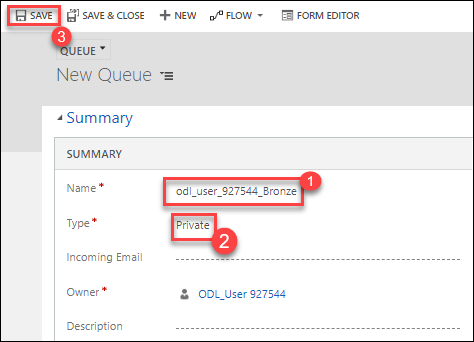 SAVE SAVE & CLOSE + NEW FLOW FORM EDITOR
3
QUEUE
New Queue
Summary
SUMMARY
Name * odl_user_927544_Bronze 1
Type * Private 2
Incoming Email
Owner * ODL_User 927544
Description